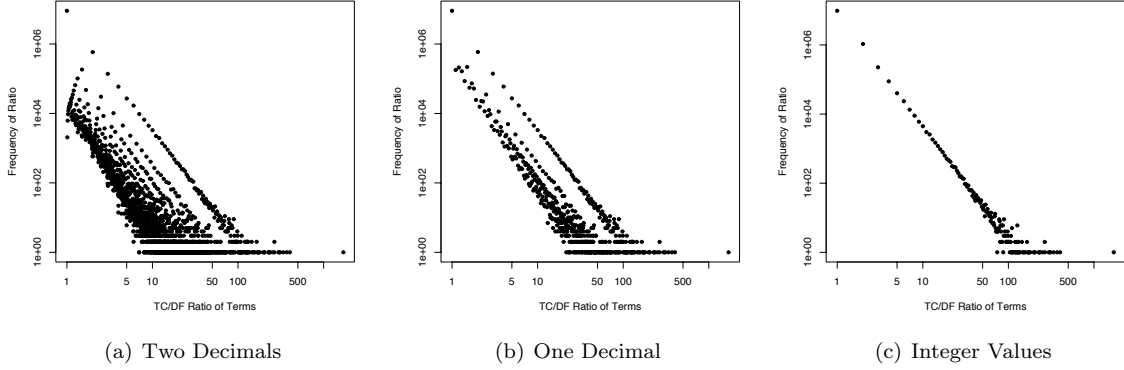 Frequency of Ratio
1e+06
1e+04
1e+02
1e+00
1 5 10 50 100 500
TC/DF Ratio of Terms
(a) Two Decimals
Frequency of Ratio
1e+06
1e+04
1e+02
1e+00
1 5 10 50 100 500
TC/DF Ratio of Terms
(b) One Decimal
Frequency of Ratio
1e+06
1e+04
1e+02
1e+00
1 5 10 50 100 500
TC/DF Ratio of Terms
(c) Integer Values